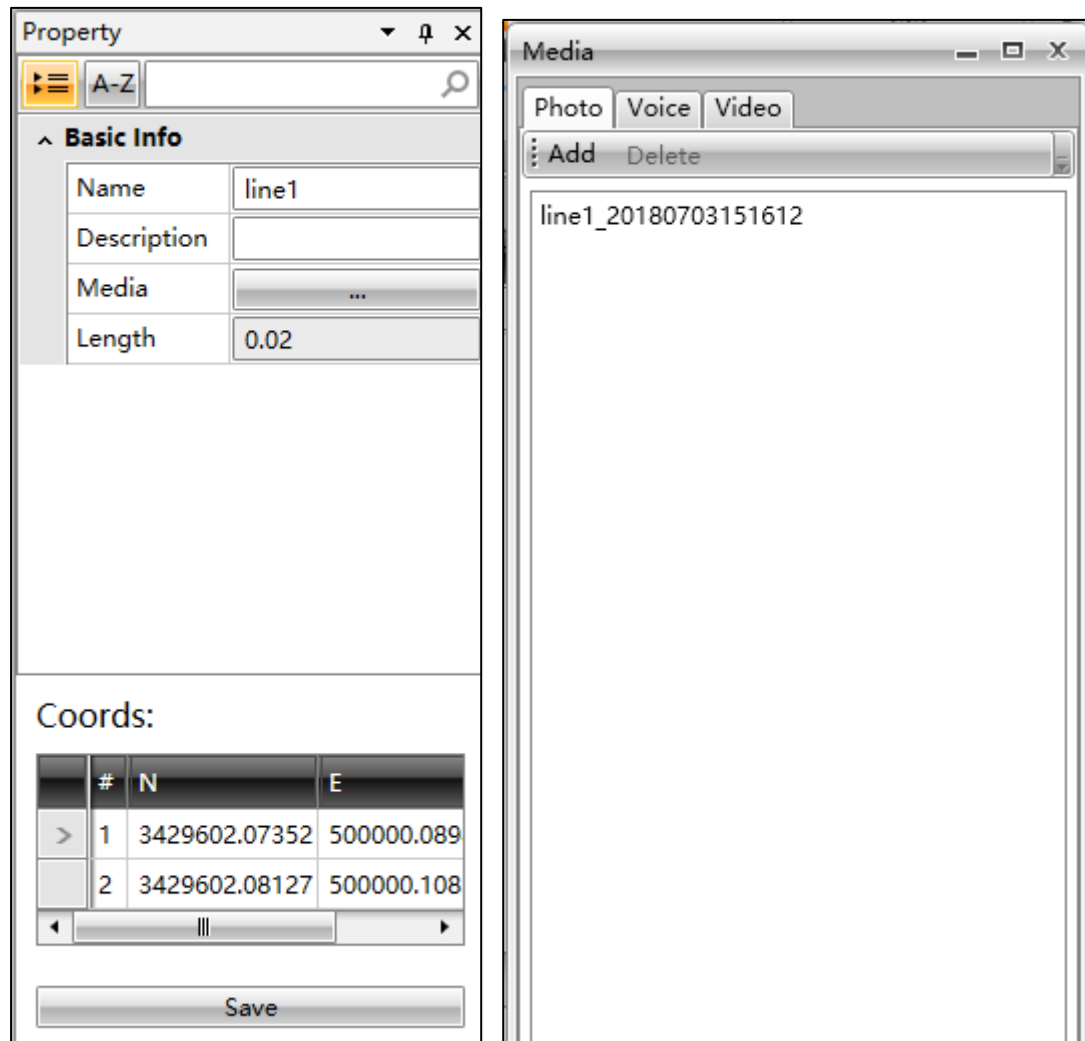 Property
A-Z
Basic Info
Name line1
Description
Media ...
Length 0.02
Coords:
# N E
1 3429602.07352 500000.089
2 3429602.08127 500000.108
Save
Media
Photo Voice Video
Add Delete
line1_20180703151612